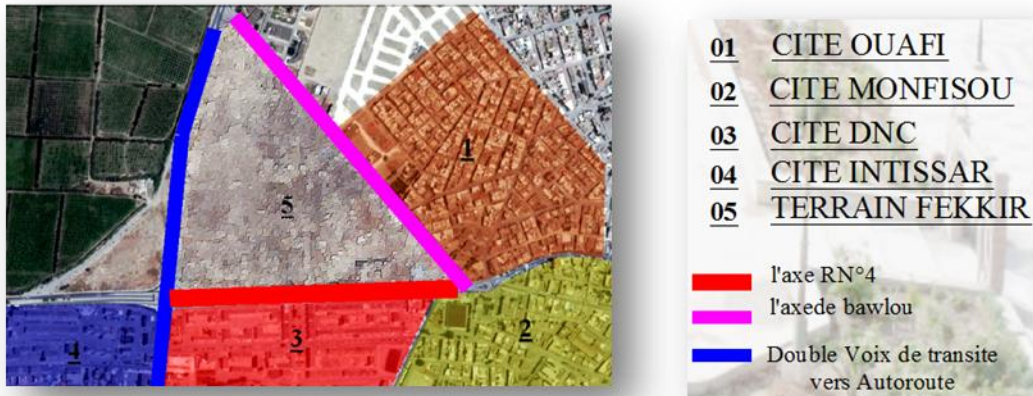 1
5
3
2
4
01 CITE OUAFI
02 CITE MONFISOU
03 CITE DNC
04 CITE INTISSAR
05 TERRAIN FEKKIR
l'axe RN°4
l'axede bawlou
Double Voix de transite
vers Autoroute